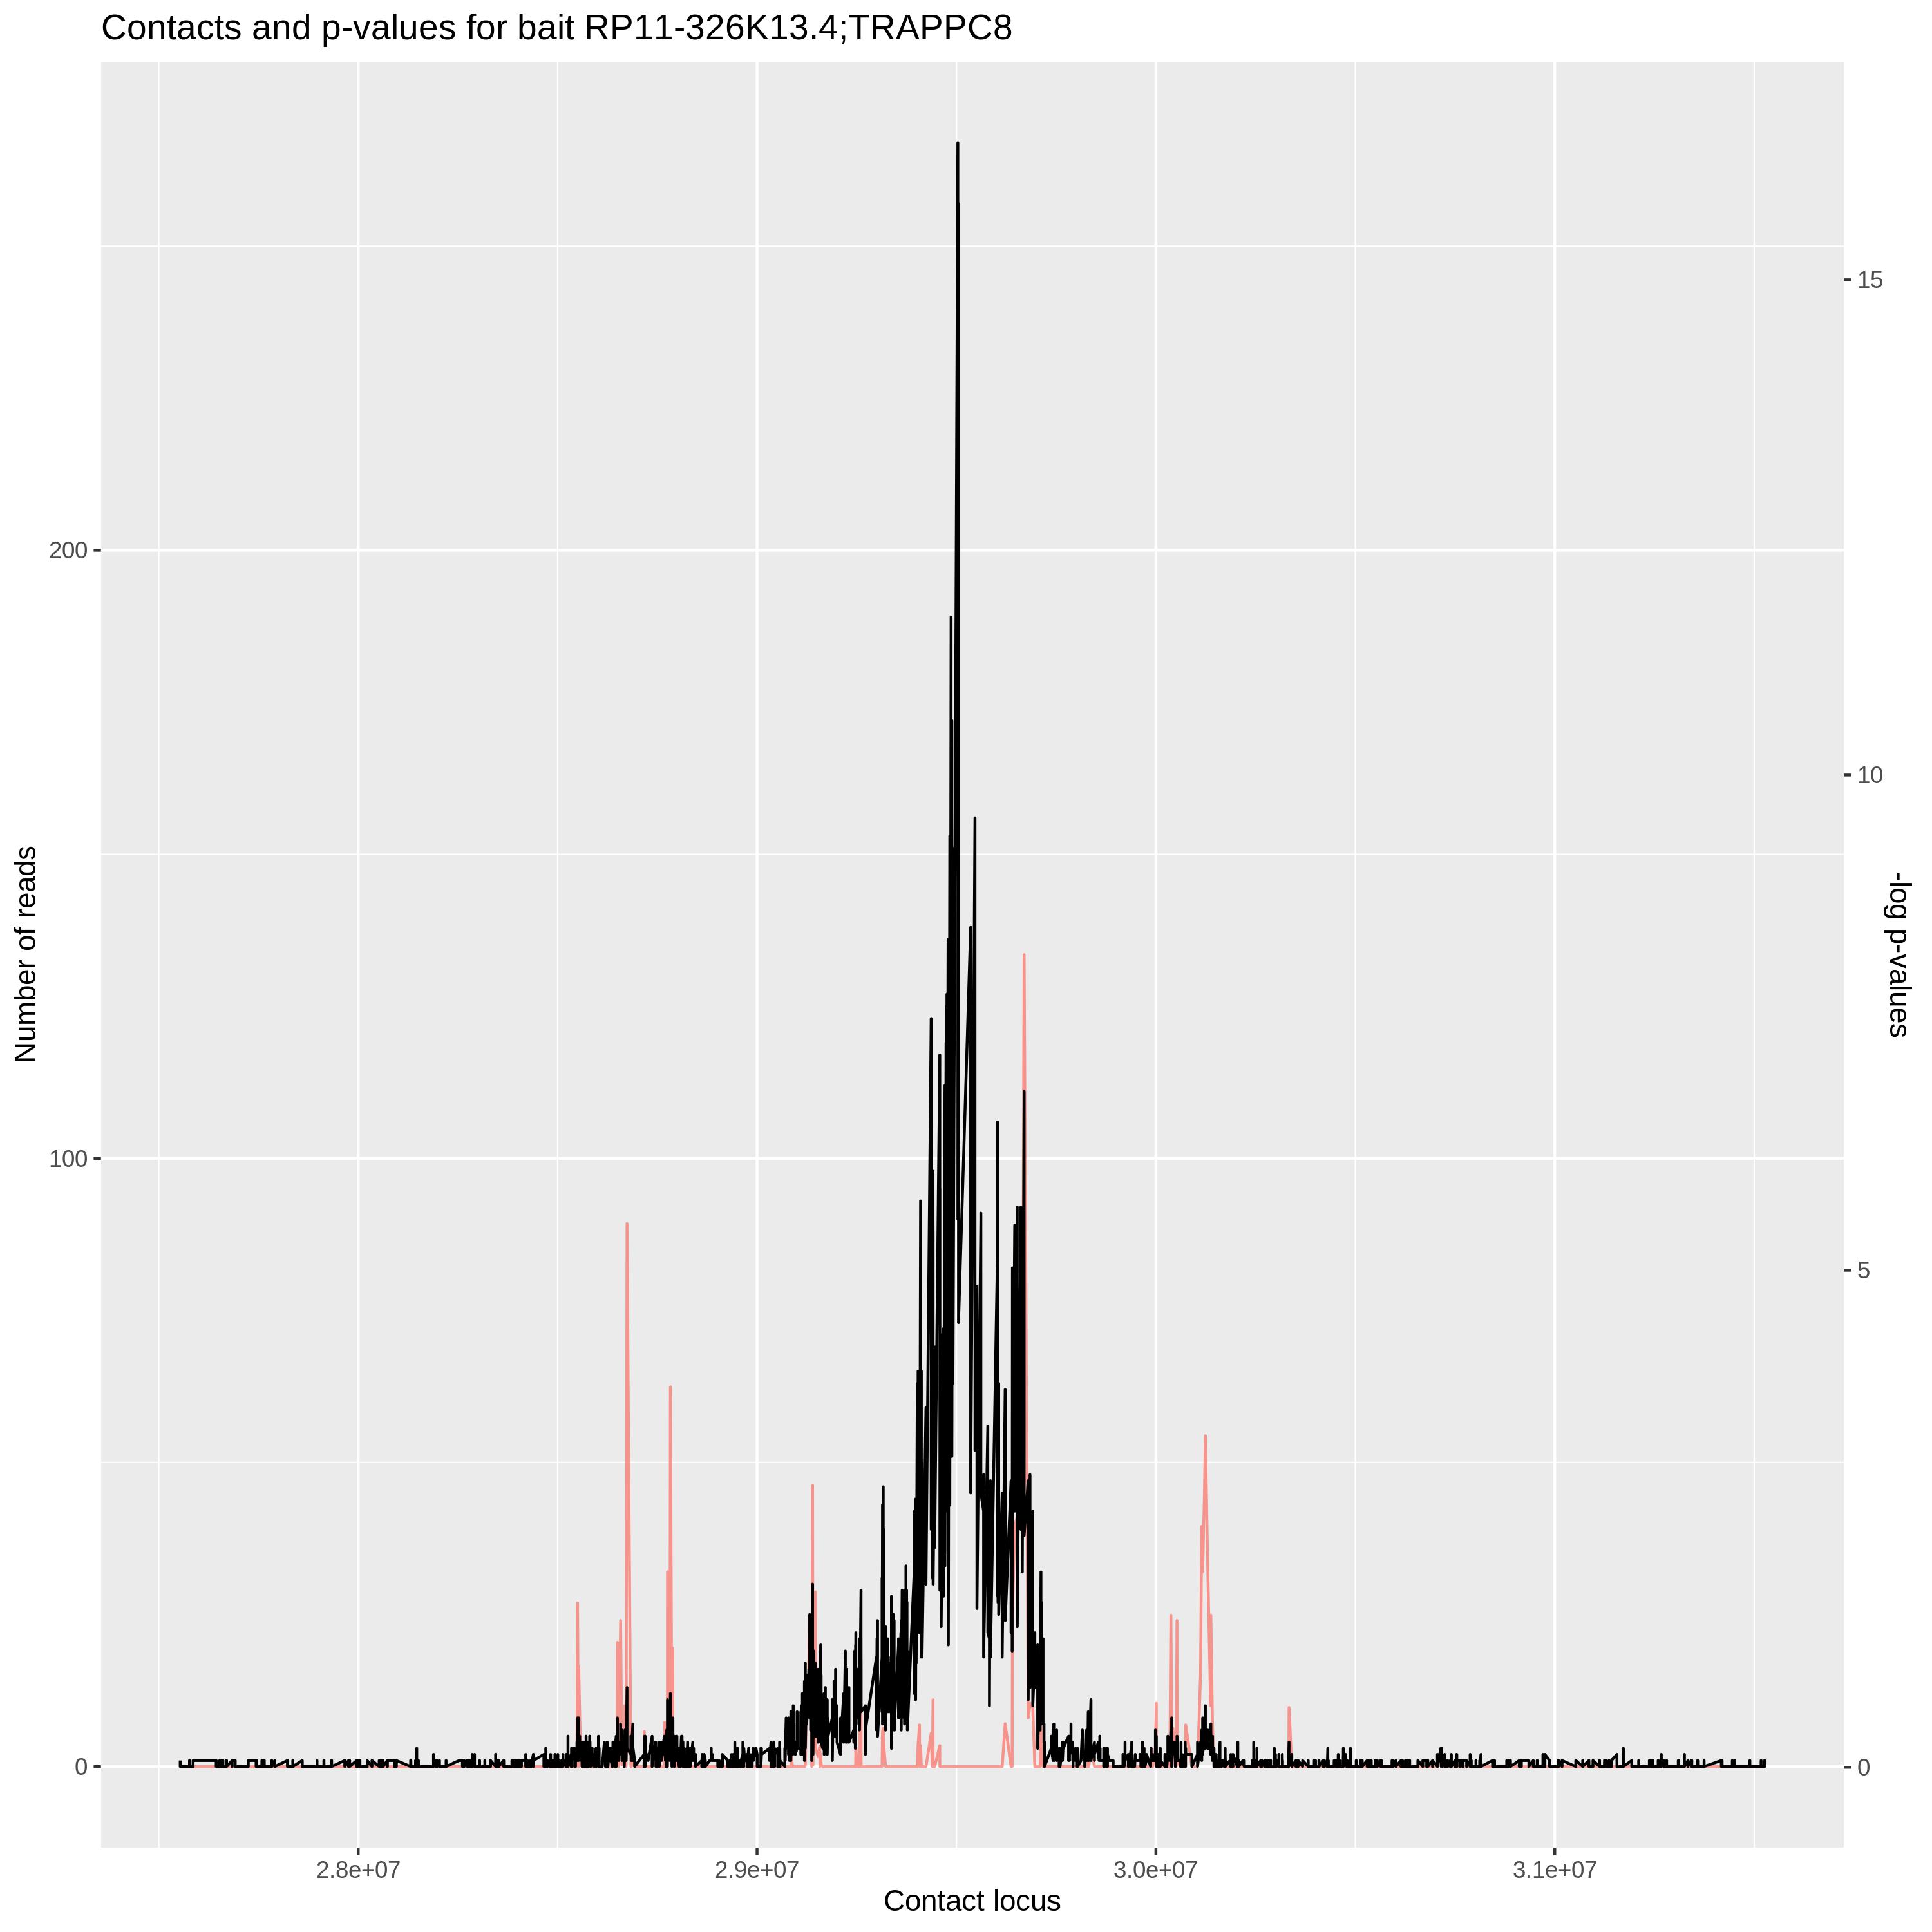 Contacts and p-values for bait RP11-326K13.4;TRAPPC8
200
100
0
Number of reads
15
10
5
0
-log p-values
2.8e+07
2.9e+07
3.0e+07
3.1e+07
Contact locus